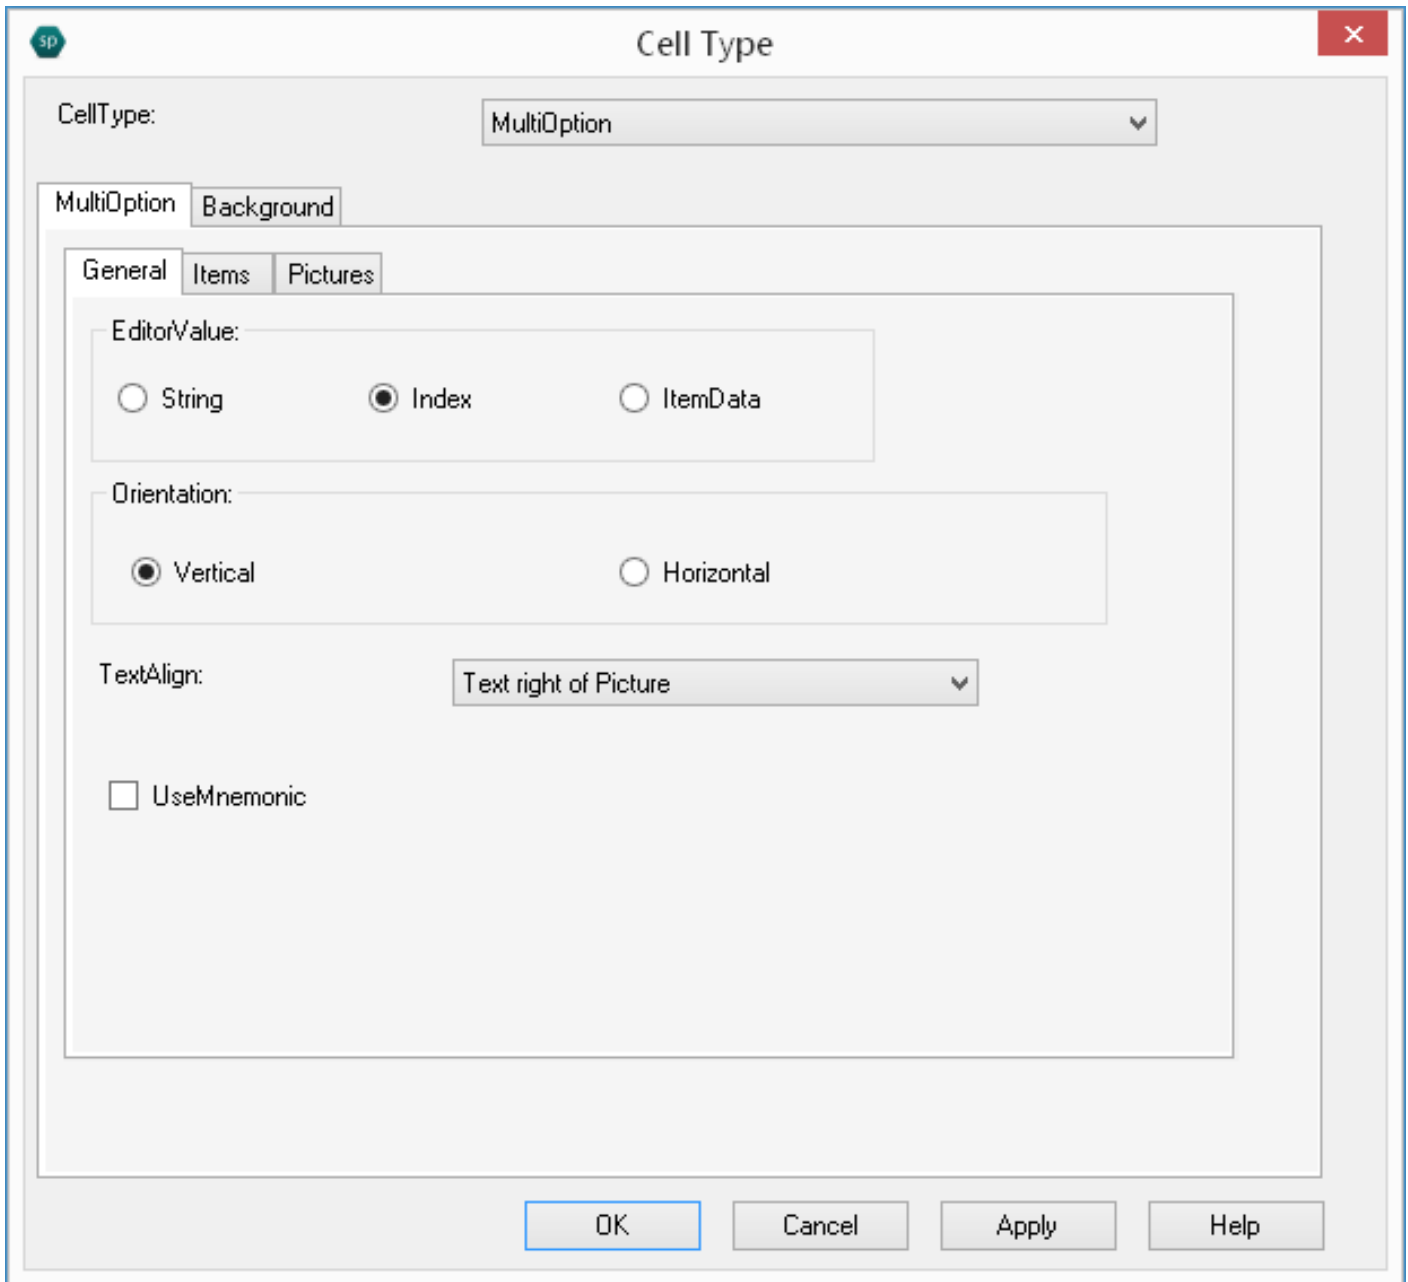 sp
Cell Type
CellType:
MultiOption
MultiOption Background
General Items Pictures
EditorValue:
String Index ItemData
Orientation:
Vertical Horizontal
TextAlign:
Text right of Picture
UseMnemonic
OK Cancel Apply Help